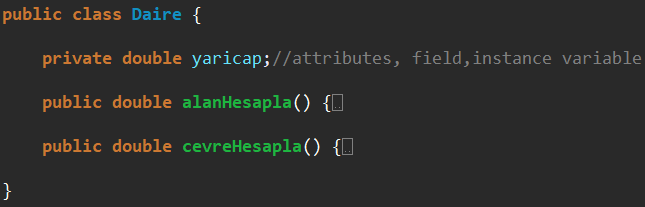 public class Daire {
private double yaricap;//attributes, field,instance variable
public double alanHesapla() {..
public double cevreHesapla() {..
}